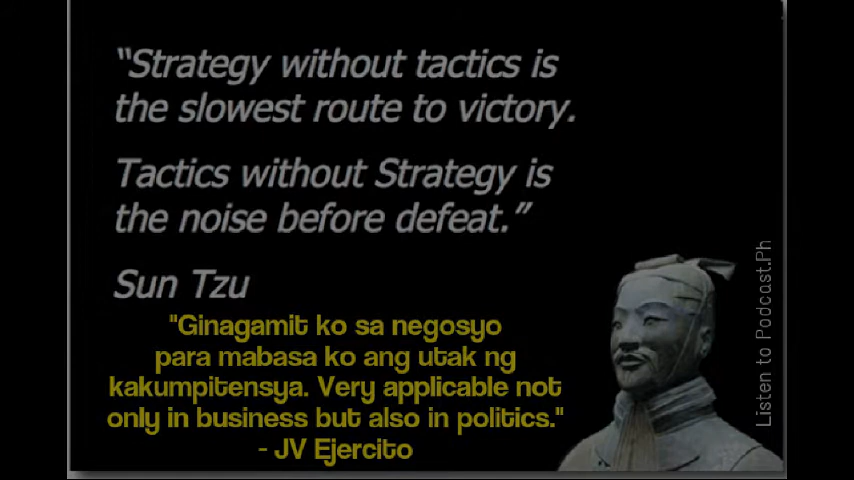 “Strategy without tactics is
the slowest route to victory.
Tactics without Strategy is
the noise before defeat.”
Sun Tzu
"Ginagamit ko sa negosyo
para mabasa ko ang utak ng
kakumpitensya. Very applicable not
only in business but also in politics."
- JV Ejercito
Listen to Podcast.Ph